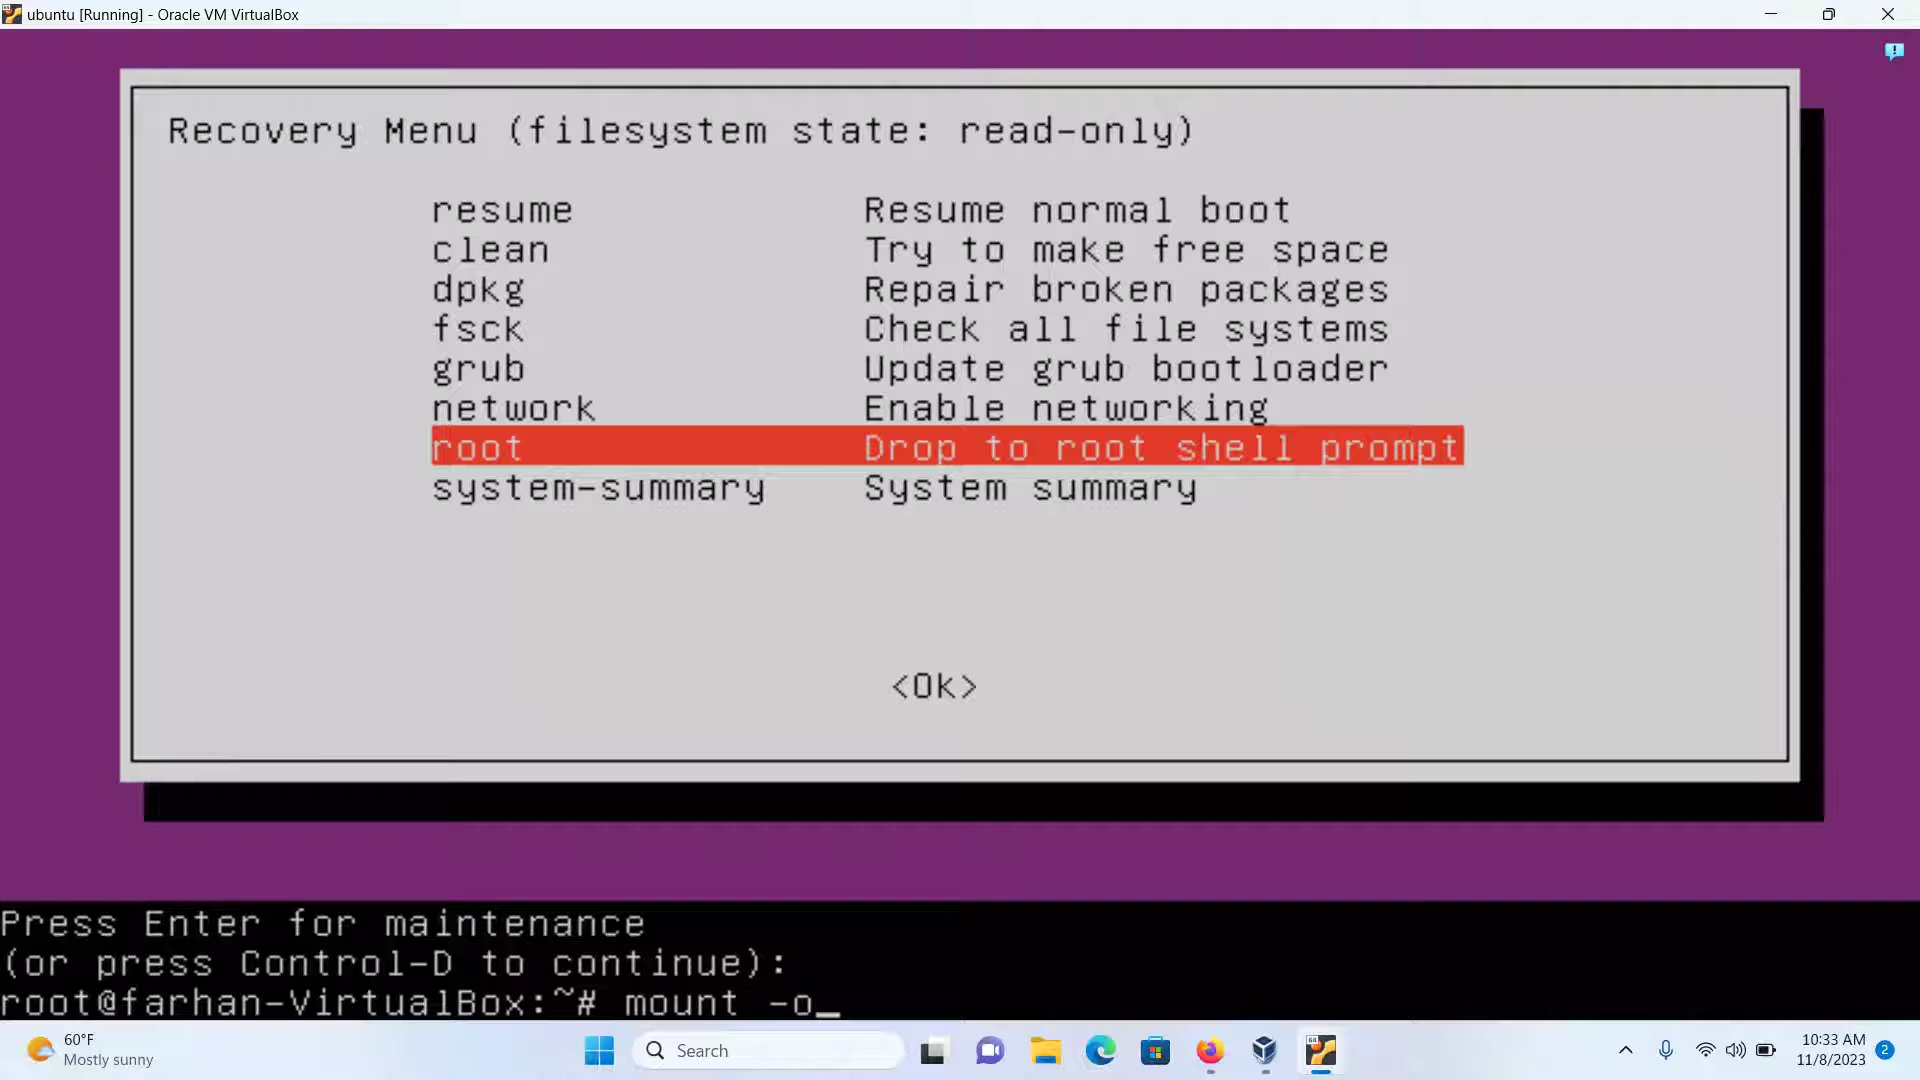 ubuntu [Running] - Oracle VM VirtualBox
Recovery Menu (filesystem state: read-only)
resume Resume normal boot
clean Try to make free space
dpkg Repair broken packages
fsck Check all file systems
grub Update grub bootloader
network Enable networking
root Drop to root shell prompt
system-summary System summary
<Ok>
Press Enter for maintenance
(or press Control-D to continue):
root@farhan-VirtualBox:~# mount -o_
60°F
Mostly sunny
Search
64
10:33 AM
11/8/2023
2